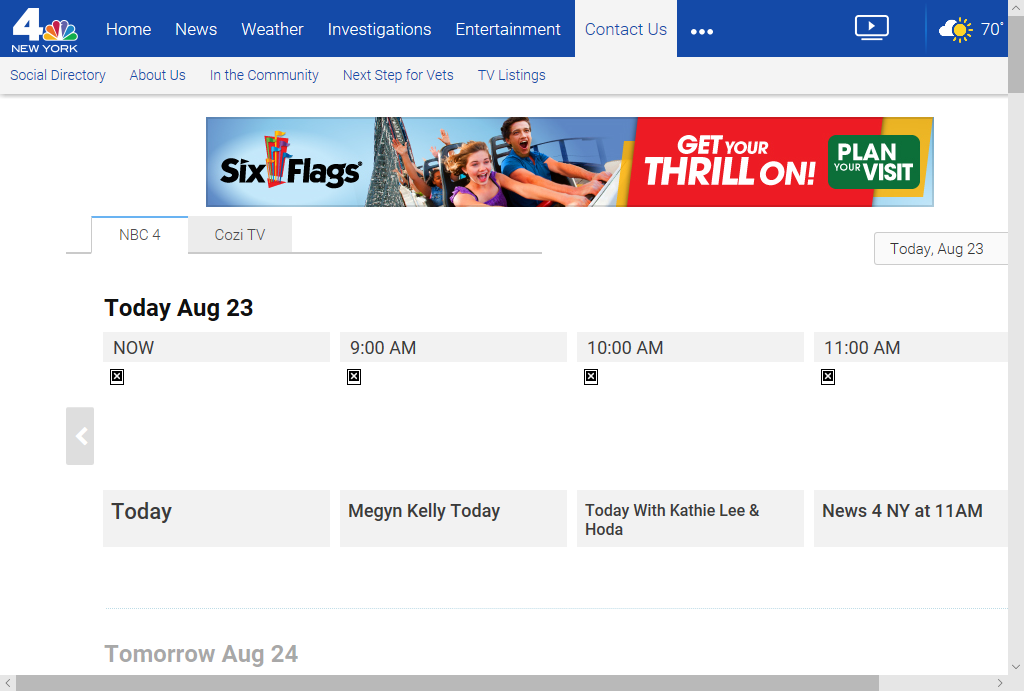 4
NEW YORK
Home News Weather Investigations Entertainment Contact Us ••• 70°
Social Directory About Us In the Community Next Step for Vets TV Listings
Six Flags
GET YOUR
THRILL ON!
PLAN
YOUR VISIT
NBC 4 Cozi TV
Today, Aug 23
Today Aug 23
NOW 9:00 AM 10:00 AM 11:00 AM
Today Megyn Kelly Today Today With Kathie Lee & News 4 NY at 11AM
Hoda
Tomorrow Aug 24